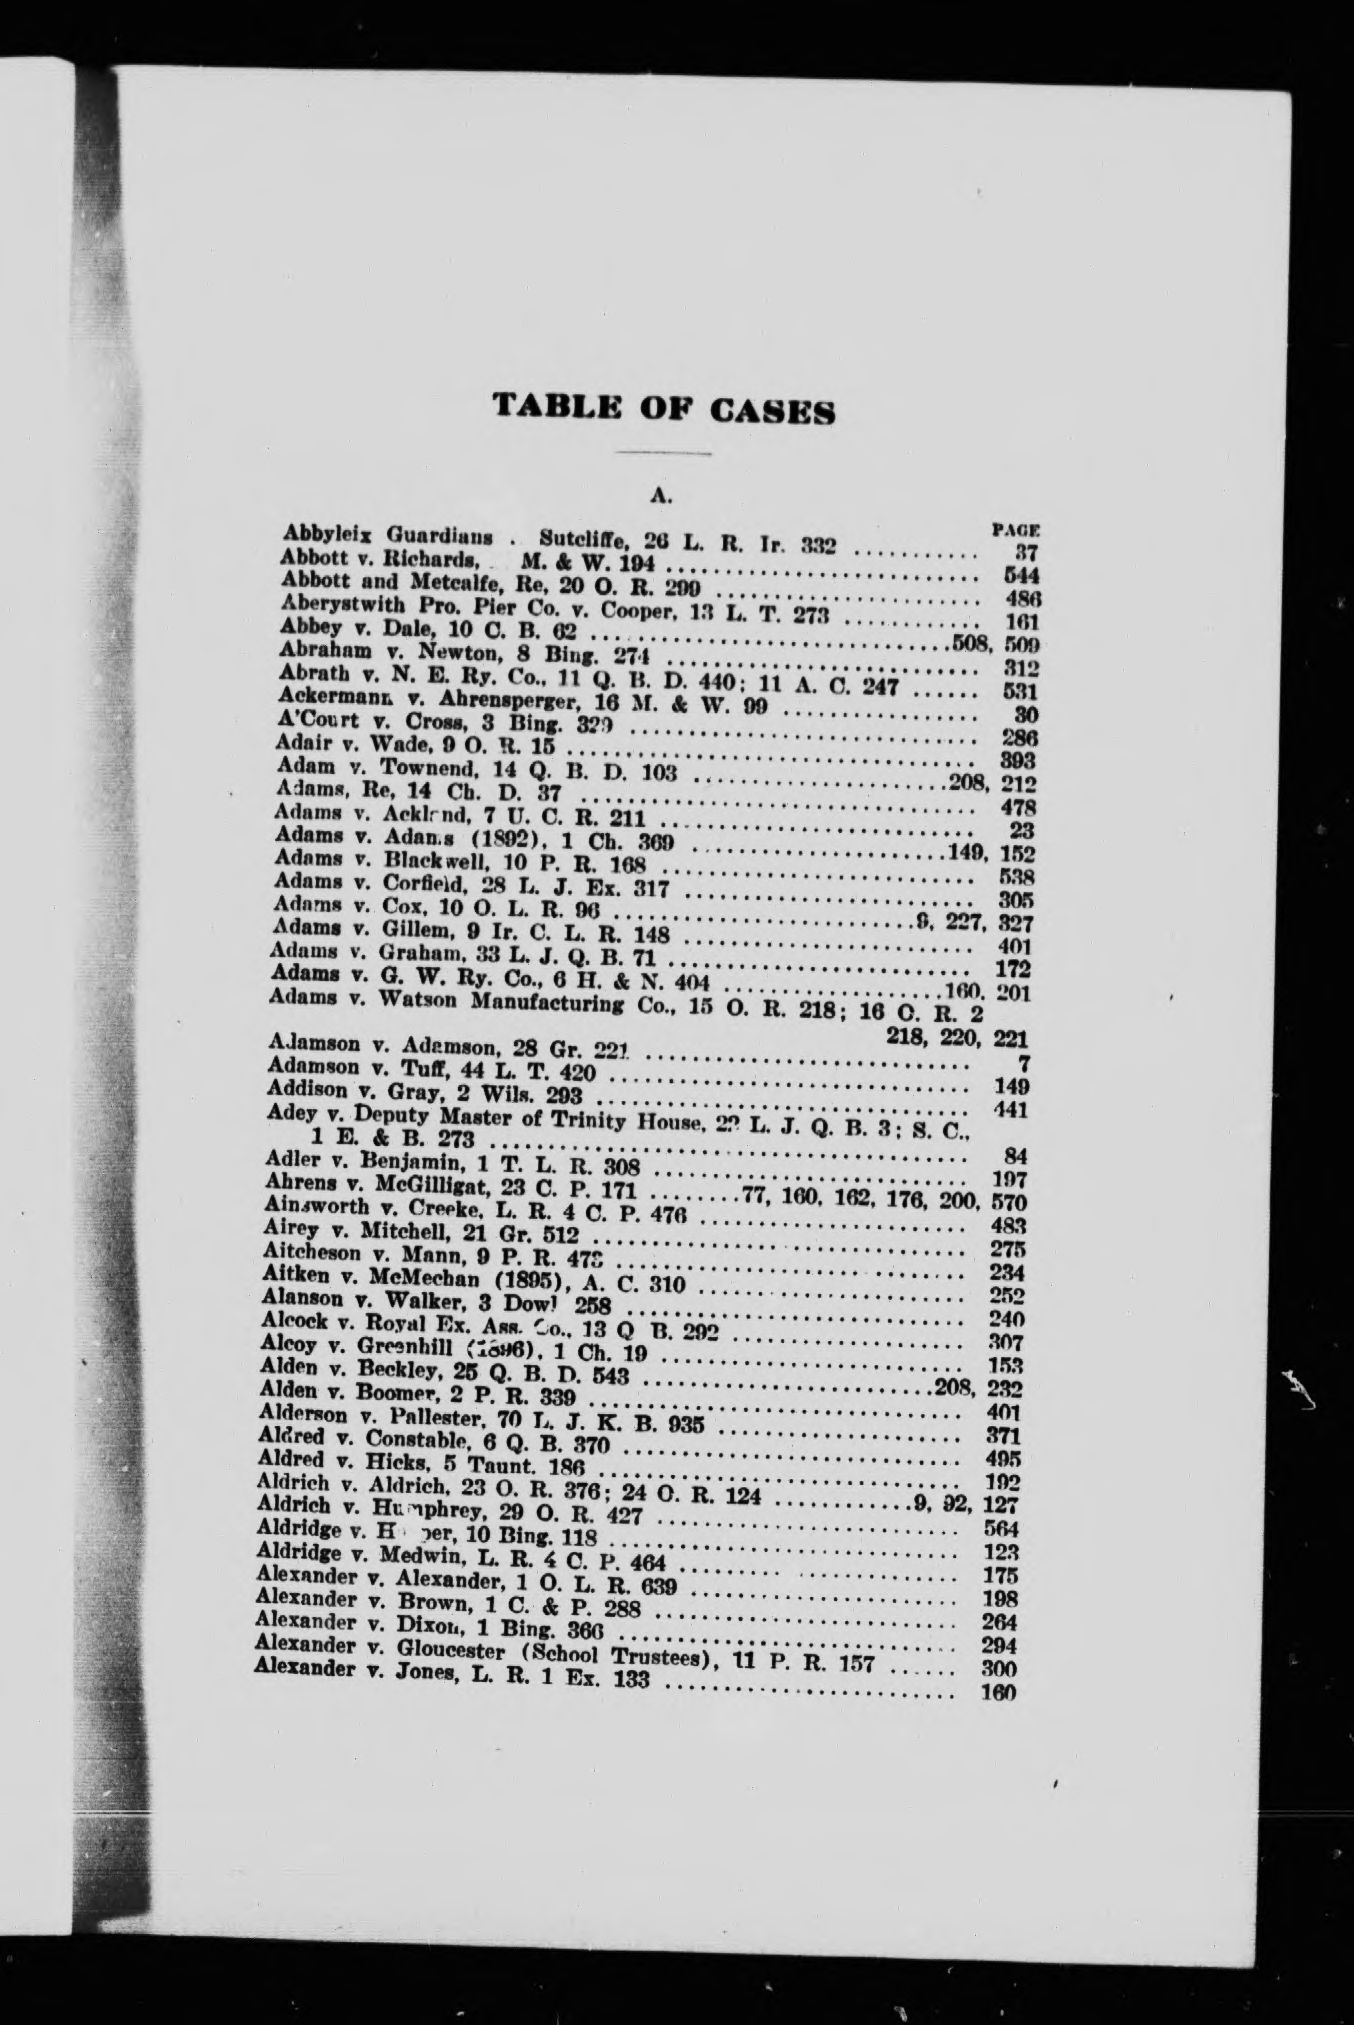 TABLE OF CASES
A.
PAGE
Abbyleix Guardians . Sutcliffe, 26 L. R. Ir. 332 ........... 37
Abbott v. Richards, M. & W. 194 ........................... 544
Abbott and Metcalfe, Re, 20 O. R. 299 ....................... 486
Aberystwith Pro. Pier Co. v. Cooper, 13 L. T. 273 ............ 161
Abbey v. Dale, 10 C. B. 62 ................................508, 509
Abraham v. Newton, 8 Bing. 274 ............................. 312
Abrath v. N. E. Ry. Co., 11 Q. B. D. 440; 11 A. C. 247 ...... 531
Ackermann v. Ahrensperger, 16 M. & W. 99 ................. 30
A'Court v. Cross, 3 Bing. 329 .............................. 286
Adair v. Wade, 9 O. R. 15 ................................... 393
Adam v. Townend, 14 Q. B. D. 103 ......................208, 212
Adams, Re, 14 Ch. D. 37 .................................... 478
Adams v. Ackland, 7 U. C. R. 211 ........................... 23
Adams v. Adams (1892), 1 Ch. 369 .......................149, 152
Adams v. Blackwell, 10 P. R. 168 ........................... 538
Adams v. Corfield, 28 L. J. Ex. 317 ......................... 305
Adams v. Cox, 10 O. L. R. 96 ...........................9, 227, 327
Adams v. Gillem, 9 Ir. C. L. R. 148 ......................... 401
Adams v. Graham, 33 L. J. Q. B. 71 .......................... 172
Adams v. G. W. Ry. Co., 6 H. & N. 404 ...................160, 201
Adams v. Watson Manufacturing Co., 15 O. R. 218; 16 O. R. 2
218, 220, 221
Adamson v. Adamson, 28 Gr. 221 ............................ 7
Adamson v. Tuff, 44 L. T. 420 ............................... 149
Addison v. Gray, 2 Wils. 293 ................................ 441
Adey v. Deputy Master of Trinity House, 22 L. J. Q. B. 3; S. C.,
1 E. & B. 273 .......................................... 84
Adler v. Benjamin, 1 T. L. R. 308 ........................... 197
Ahrens v. McGilligat, 23 C. P. 171 ........77, 160, 162, 176, 200, 570
Ainsworth v. Creeke, L. R. 4 C. P. 476 ....................... 483
Airey v. Mitchell, 21 Gr. 512 ................................ 275
Aitcheson v. Mann, 9 P. R. 478 .............................. 234
Aitken v. McMechan (1895), A. C. 310 ....................... 252
Alanson v. Walker, 3 Dowl 258 .............................. 240
Alcock v. Royal Ex. Ass. Co., 13 Q B. 292 .................... 307
Alcoy v. Greenhill (1896), 1 Ch. 19 .......................... 153
Alden v. Beckley, 25 Q. B. D. 543 .........................208, 232
Alden v. Boomer, 2 P. R. 339 ................................ 401
Alderson v. Pallester, 70 L. J. K. B. 935 ..................... 371
Aldred v. Constable, 6 Q. B. 370 ............................. 495
Aldred v. Hicks, 5 Taunt. 186 ............................... 192
Aldrich v. Aldrich, 23 O. R. 376; 24 O. R. 124 ............9, 92, 127
Aldrich v. Humphrey, 29 O. R. 427 .......................... 564
Aldridge v. H per, 10 Bing. 118 .............................. 123
Aldridge v. Medwin, L. R. 4 C. P. 464 ........................ 175
Alexander v. Alexander, 1 O. L. R. 639 ....................... 198
Alexander v. Brown, 1 C. & P. 288 .......................... 264
Alexander v. Dixon, 1 Bing. 366 ............................. 294
Alexander v. Gloucester (School Trustees), 11 P. R. 157 ...... 300
Alexander v. Jones, L. R. 1 Ex. 133 ......................... 160